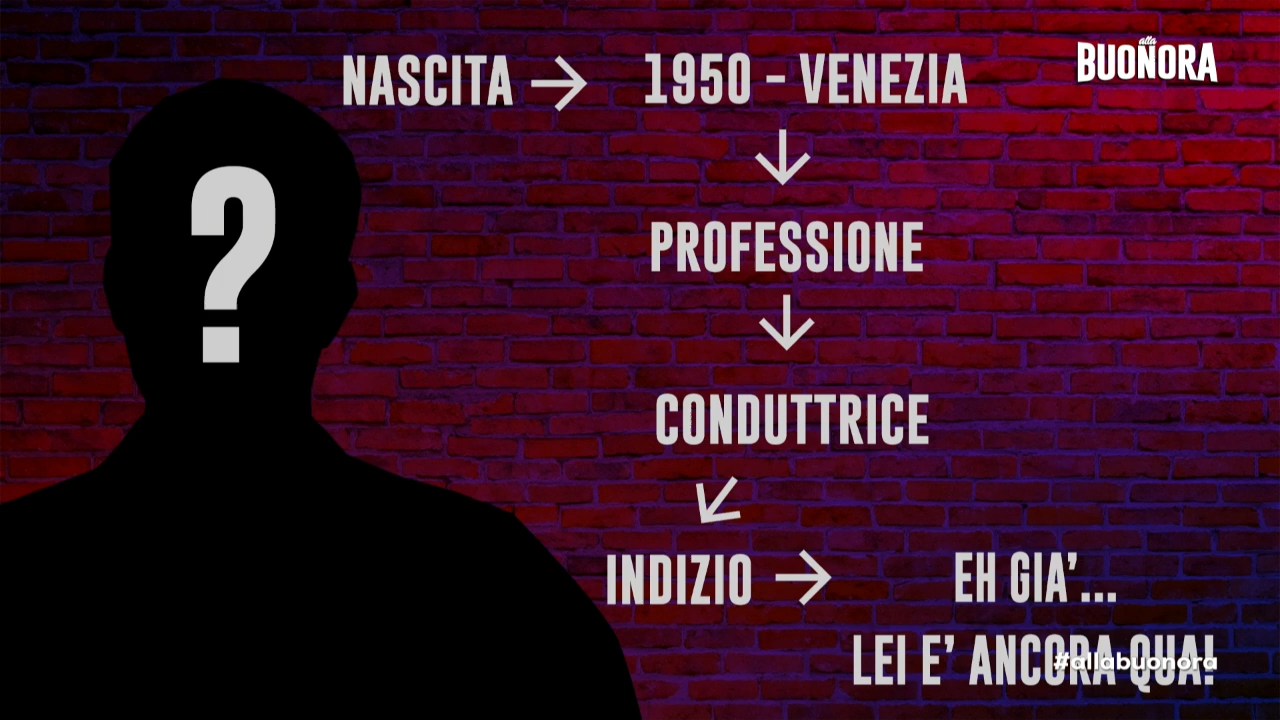 NASCITA → 1950 - VENEZIA
alla
BUONORA
?
PROFESSIONE
CONDUTTRICE
INDIZIO → EH GIA'...
LEI E' ANCORA QUA!
#allabuonora